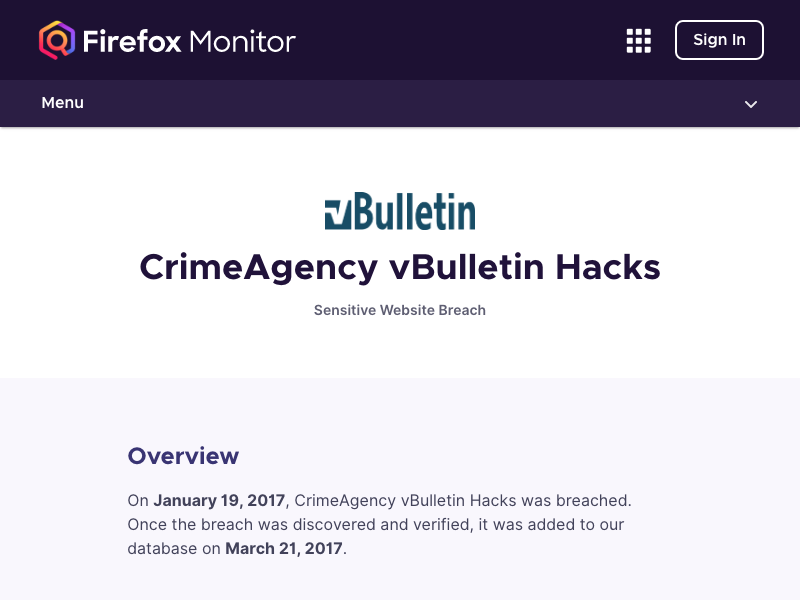 Firefox Monitor
Sign In
Menu
vBulletin
CrimeAgency vBulletin Hacks
Sensitive Website Breach
Overview
On January 19, 2017, CrimeAgency vBulletin Hacks was breached.
Once the breach was discovered and verified, it was added to our
database on March 21, 2017.